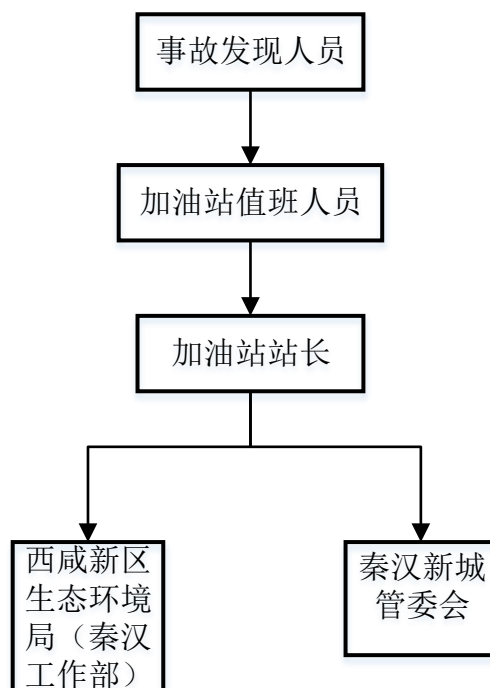 事故发现人员
加油站值班人员
加油站站长
西咸新区
生态环境
局（秦汉
工作部）
秦汉新城
管委会